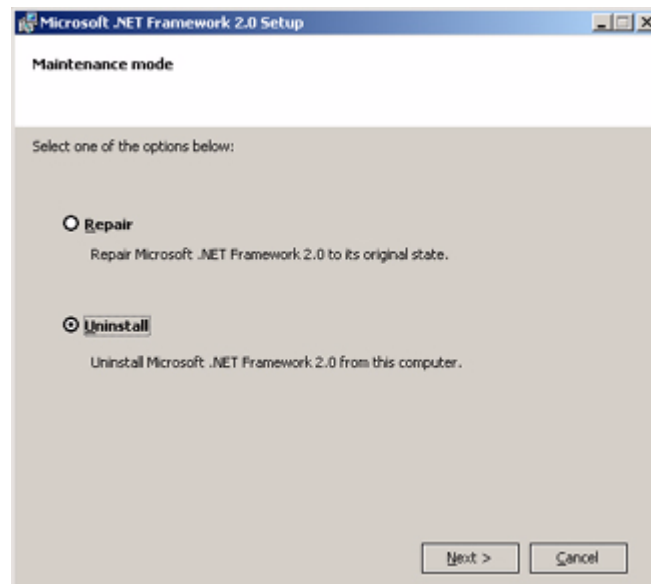 Microsoft .NET Framework 2.0 Setup
Maintenance mode
Select one of the options below:
Repair
Repair Microsoft .NET Framework 2.0 to its original state.
Uninstall
Uninstall Microsoft .NET Framework 2.0 from this computer.
Next > Cancel